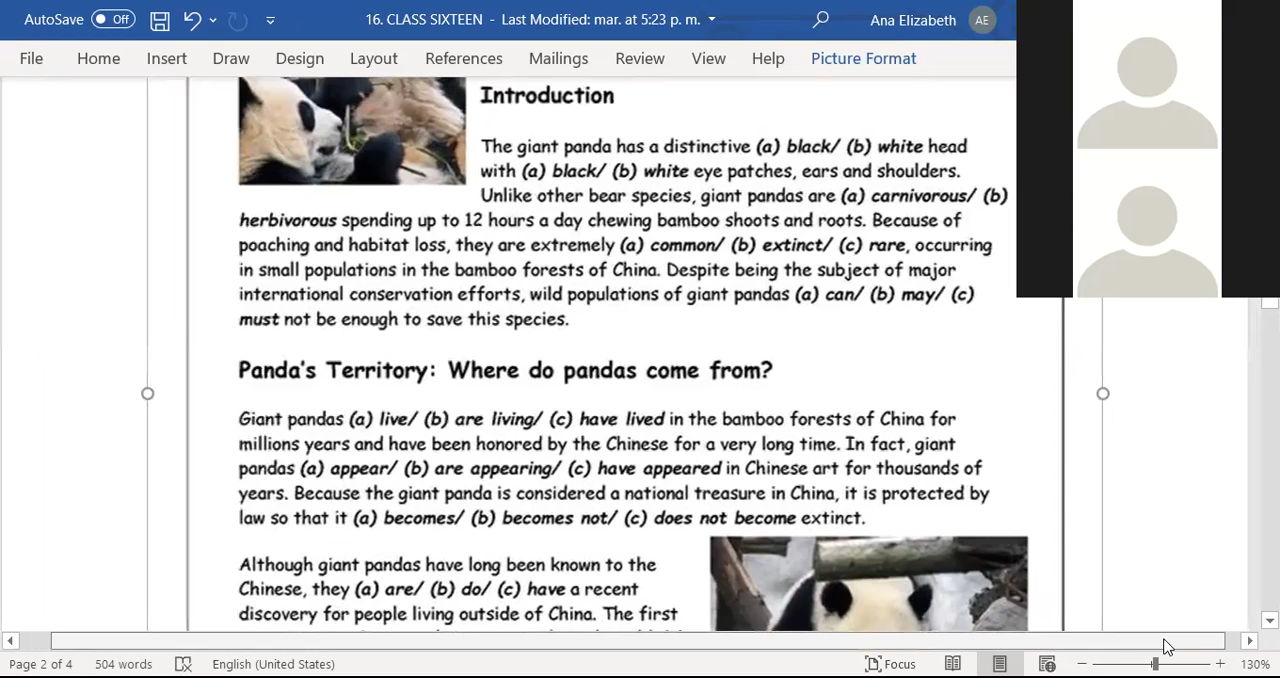 AutoSave Off 16. CLASS SIXTEEN - Last Modified: mar. at 5:23 p. m. Ana Elizabeth AE
File Home Insert Draw Design Layout References Mailings Review View Help Picture Format
Introduction
The giant panda has a distinctive (a) black/ (b) white head
with (a) black/ (b) white eye patches, ears and shoulders.
Unlike other bear species, giant pandas are (a) carnivorous/ (b)
herbivorous spending up to 12 hours a day chewing bamboo shoots and roots. Because of
poaching and habitat loss, they are extremely (a) common/ (b) extinct/ (c) rare, occurring
in small populations in the bamboo forests of China. Despite being the subject of major
international conservation efforts, wild populations of giant pandas (a) can/ (b) may/ (c)
must not be enough to save this species.
Panda's Territory: Where do pandas come from?
Giant pandas (a) live/ (b) are living/ (c) have lived in the bamboo forests of China for
millions years and have been honored by the Chinese for a very long time. In fact, giant
pandas (a) appear/ (b) are appearing/ (c) have appeared in Chinese art for thousands of
years. Because the giant panda is considered a national treasure in China, it is protected by
law so that it (a) becomes/ (b) becomes not/ (c) does not become extinct.
Although giant pandas have long been known to the
Chinese, they (a) are/ (b) do/ (c) have a recent
discovery for people living outside of China. The first
Page 2 of 4 504 words English (United States) Focus 130%